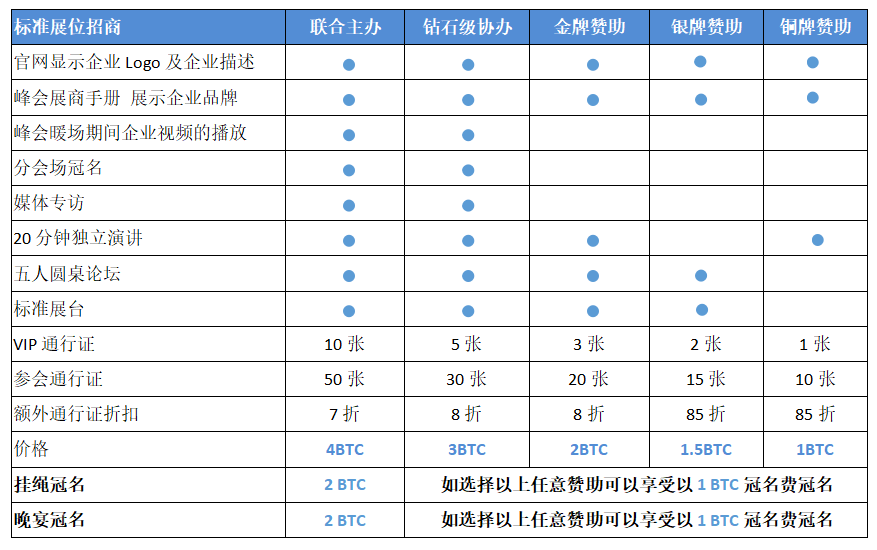 标准展位招商 联合主办 钻石级协办 金牌赞助 银牌赞助 铜牌赞助
官网显示企业 Logo 及企业描述 ● ● ● ● ●
峰会展商手册 展示企业品牌 ● ● ● ● ●
峰会暖场期间企业视频的播放 ● ●
分会场冠名 ● ●
媒体专访 ● ●
20 分钟独立演讲 ● ● ● ●
五人圆桌论坛 ● ● ● ●
标准展台 ● ● ● ●
VIP 通行证 10 张 5 张 3 张 2 张 1 张
参会通行证 50 张 30 张 20 张 15 张 10 张
额外通行证折扣 7 折 8 折 8 折 85 折 85 折
价格 4BTC 3BTC 2BTC 1.5BTC 1BTC
挂绳冠名 2 BTC 如选择以上任意赞助可以享受以 1 BTC 冠名费冠名
晚宴冠名 2 BTC 如选择以上任意赞助可以享受以 1 BTC 冠名费冠名